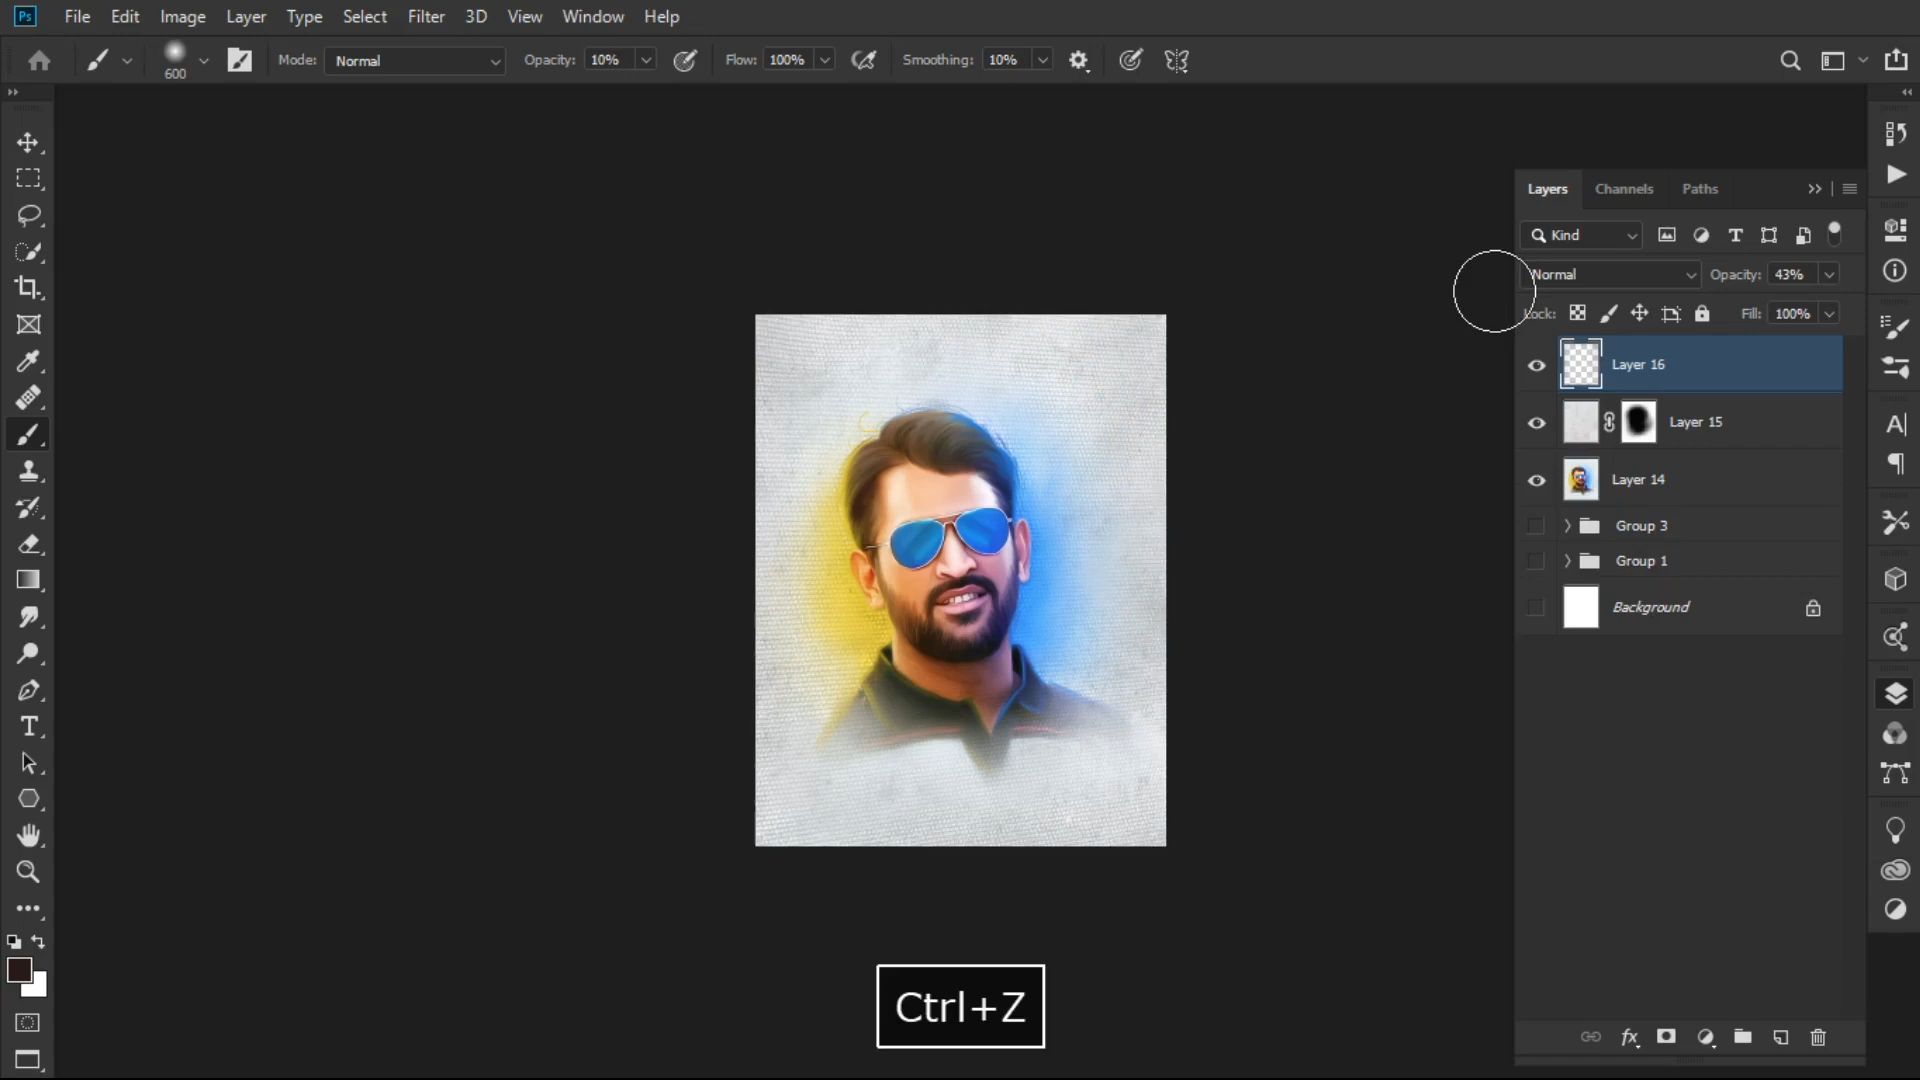 Ps File Edit Image Layer Type Select Filter 3D View Window Help
600 Mode: Normal Opacity: 10% Flow: 100% Smoothing: 10%
Layers Channels Paths
Kind
Normal Opacity: 43%
Lock: Fill: 100%
Layer 16
Layer 15
Layer 14
Group 3
Group 1
Background
fx
Ctrl+Z